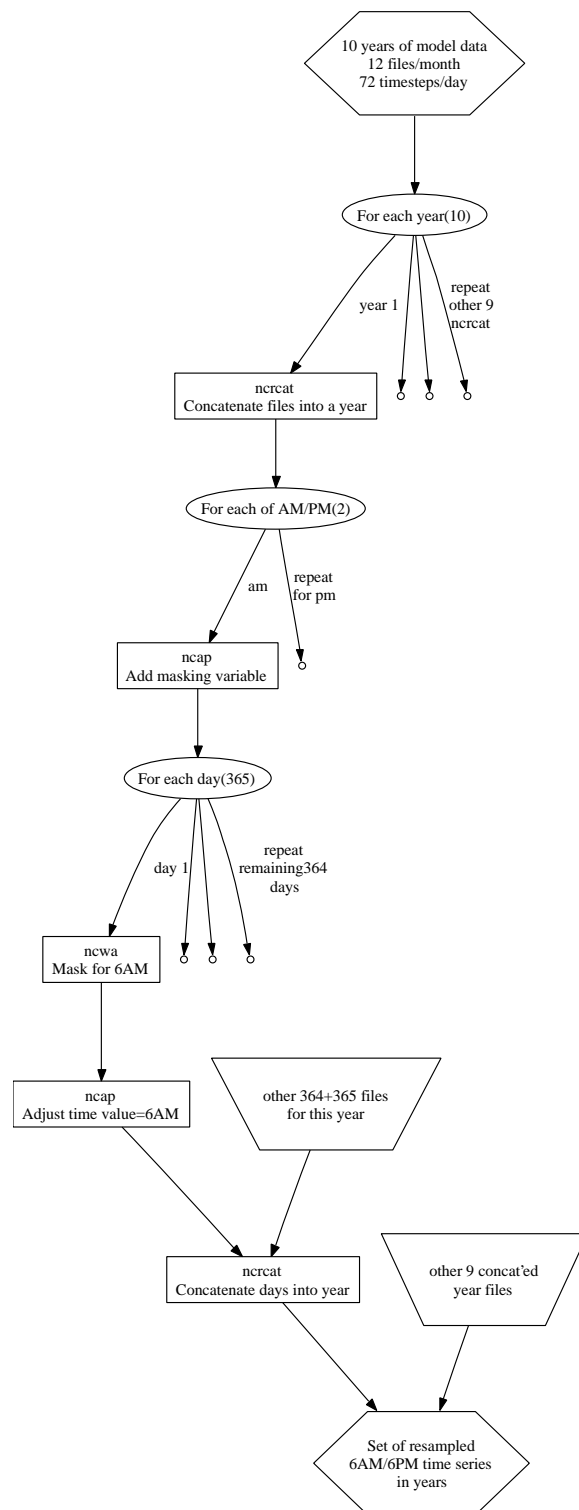 10 years of model data
12 files/month
72 timesteps/day
For each year(10)
year 1
repeat
other 9
ncrcat
ncrcat
Concatenate files into a year
For each of AM/PM(2)
am
repeat
for pm
ncap
Add masking variable
For each day(365)
day 1
repeat
remaining364
days
ncwa
Mask for 6AM
ncap
Adjust time value=6AM
other 364+365 files
for this year
ncrcat
Concatenate days into year
other 9 concat'ed
year files
Set of resampled
6AM/6PM time series
in years